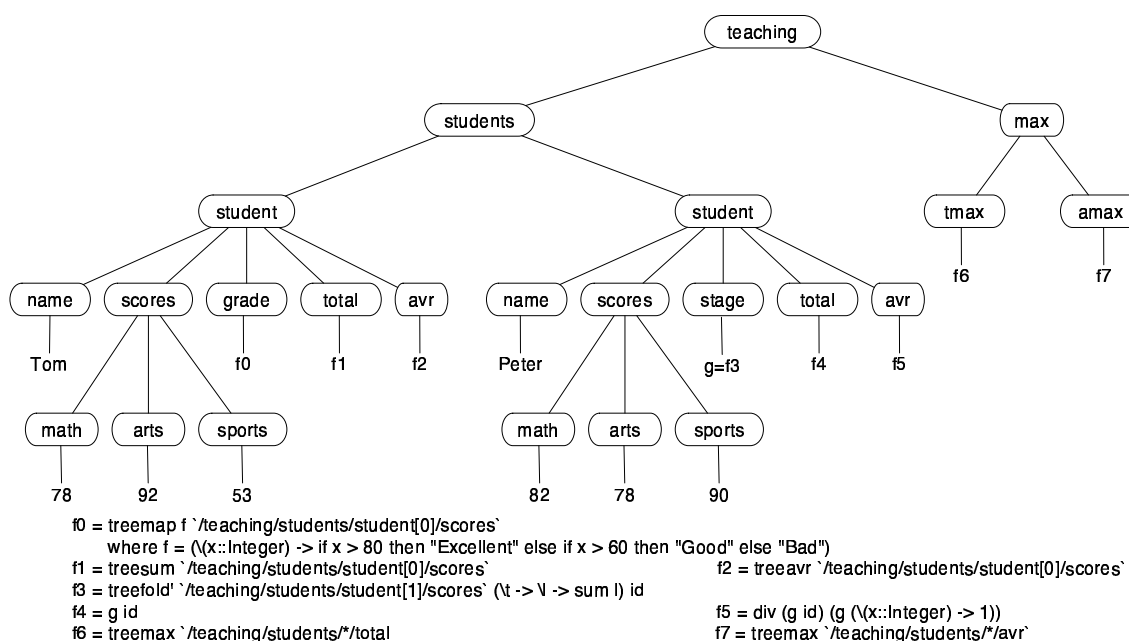 teaching
students
max
student
student
tmax
amax
f6
f7
name
scores
grade
total
avr
name
scores
stage
total
avr
Tom
f0
f1
f2
Peter
g=f3
f4
f5
math
arts
sports
math
arts
sports
78
92
53
82
78
90
f0 = treemap f `/teaching/students/student[0]/scores`
where f = (\(x::Integer) -> if x > 80 then "Excellent" else if x > 60 then "Good" else "Bad")
f1 = treesum `/teaching/students/student[0]/scores`
f2 = treeavr `/teaching/students/student[0]/scores`
f3 = treefold' `/teaching/students/student[1]/scores` (\t -> \l -> sum l) id
f4 = g id
f5 = div (g id) (g (\(x::Integer) -> 1))
f6 = treemax `/teaching/students/*/total
f7 = treemax `/teaching/students/*/avr`